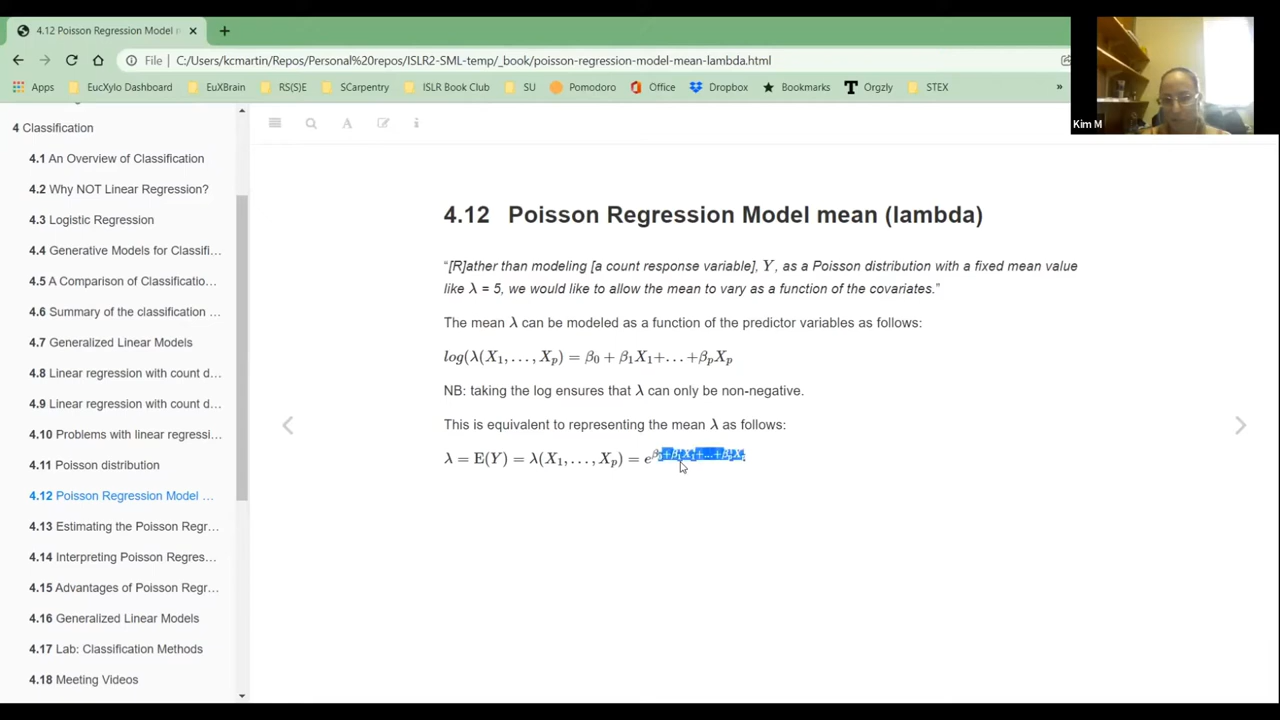 4.12 Poisson Regression Model (
File C:/Users/kcmartin/Repos/Personal%20repos/ISLR2-SML-temp/_book/poisson-regression-model-mean-lambda.html
Apps EucXylo Dashboard EuXBrain RS(S)E SCarpentry ISLR Book Club SU Pomodoro Office Dropbox Bookmarks Orgzly STEX »
Kim M
4 Classification
4.1 An Overview of Classification
4.2 Why NOT Linear Regression?
4.3 Logistic Regression
4.4 Generative Models for Classifi...
4.5 A Comparison of Classificatio...
4.6 Summary of the classification ...
4.7 Generalized Linear Models
4.8 Linear regression with count d...
4.9 Linear regression with count d...
4.10 Problems with linear regressi...
4.11 Poisson distribution
4.12 Poisson Regression Model ...
4.13 Estimating the Poisson Regr...
4.14 Interpreting Poisson Regres...
4.15 Advantages of Poisson Regr...
4.16 Generalized Linear Models
4.17 Lab: Classification Methods
4.18 Meeting Videos
4.12 Poisson Regression Model mean (lambda)
“[R]ather than modeling [a count response variable], Y, as a Poisson distribution with a fixed mean value
like λ = 5, we would like to allow the mean to vary as a function of the covariates.”
The mean λ can be modeled as a function of the predictor variables as follows:
log(λ(X₁, . . . , Xₚ) = β₀ + β₁X₁+. . . +βₚXₚ
NB: taking the log ensures that λ can only be non-negative.
This is equivalent to representing the mean λ as follows:
λ = E(Y) = λ(X₁, . . . , Xₚ) = e^β₀+β₁X₁+...+βₚXₚ